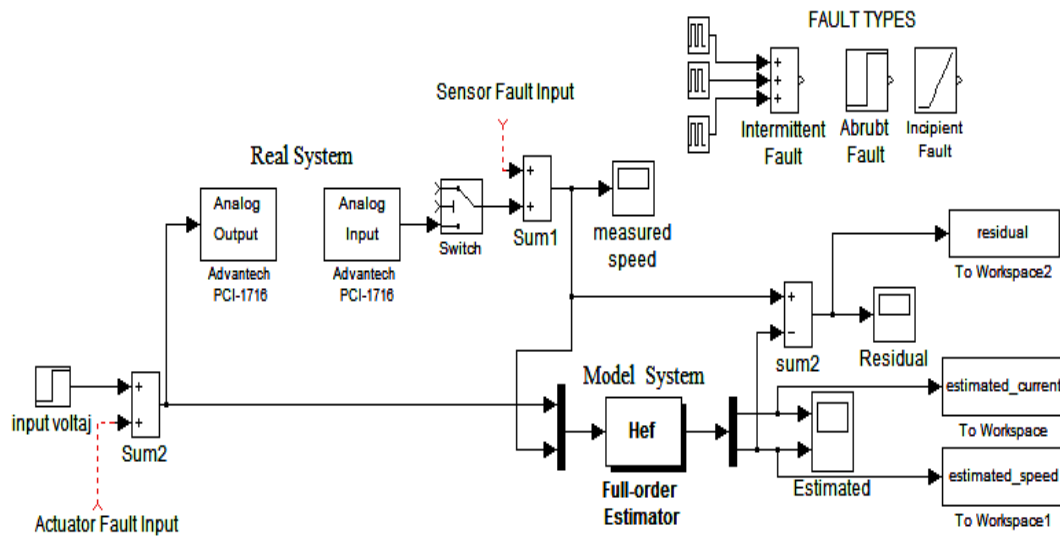 FAULT TYPES
+
+
+
Intermittent
Fault
Abrubt
Fault
Incipient
Fault
Sensor Fault Input
Real System
Analog
Output
Advantech
PCI-1716
Analog
Input
Advantech
PCI-1716
Switch
+
+
Sum1
measured
speed
residual
To Workspace2
+
−
sum2
Residual
input voltaj
+
+
Sum2
Actuator Fault Input
Model System
Hef
Full-order
Estimator
Estimated
estimated_current
To Workspace
estimated_speed
To Workspace1